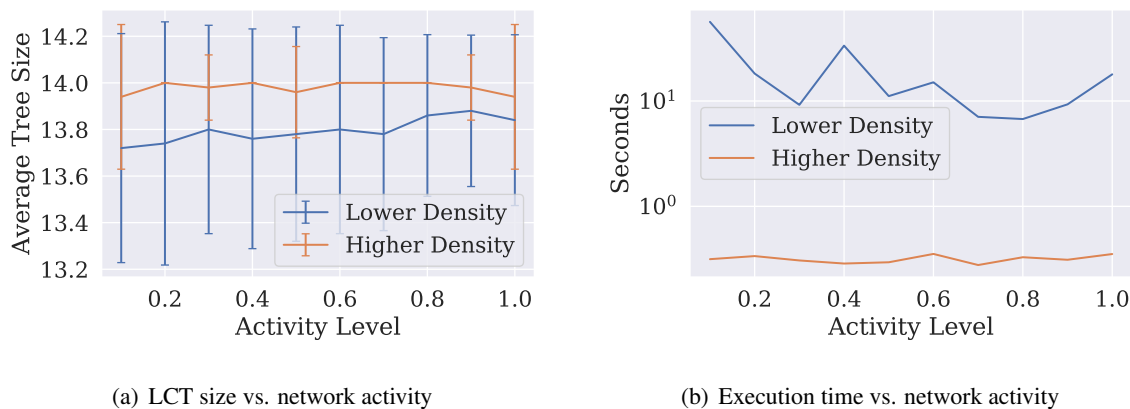 Average Tree Size
14.2
14.0
13.8
13.6
13.4
13.2
Lower Density
Higher Density
0.2 0.4 0.6 0.8 1.0
Activity Level
(a) LCT size vs. network activity
Seconds
10¹
10⁰
Lower Density
Higher Density
0.2 0.4 0.6 0.8 1.0
Activity Level
(b) Execution time vs. network activity